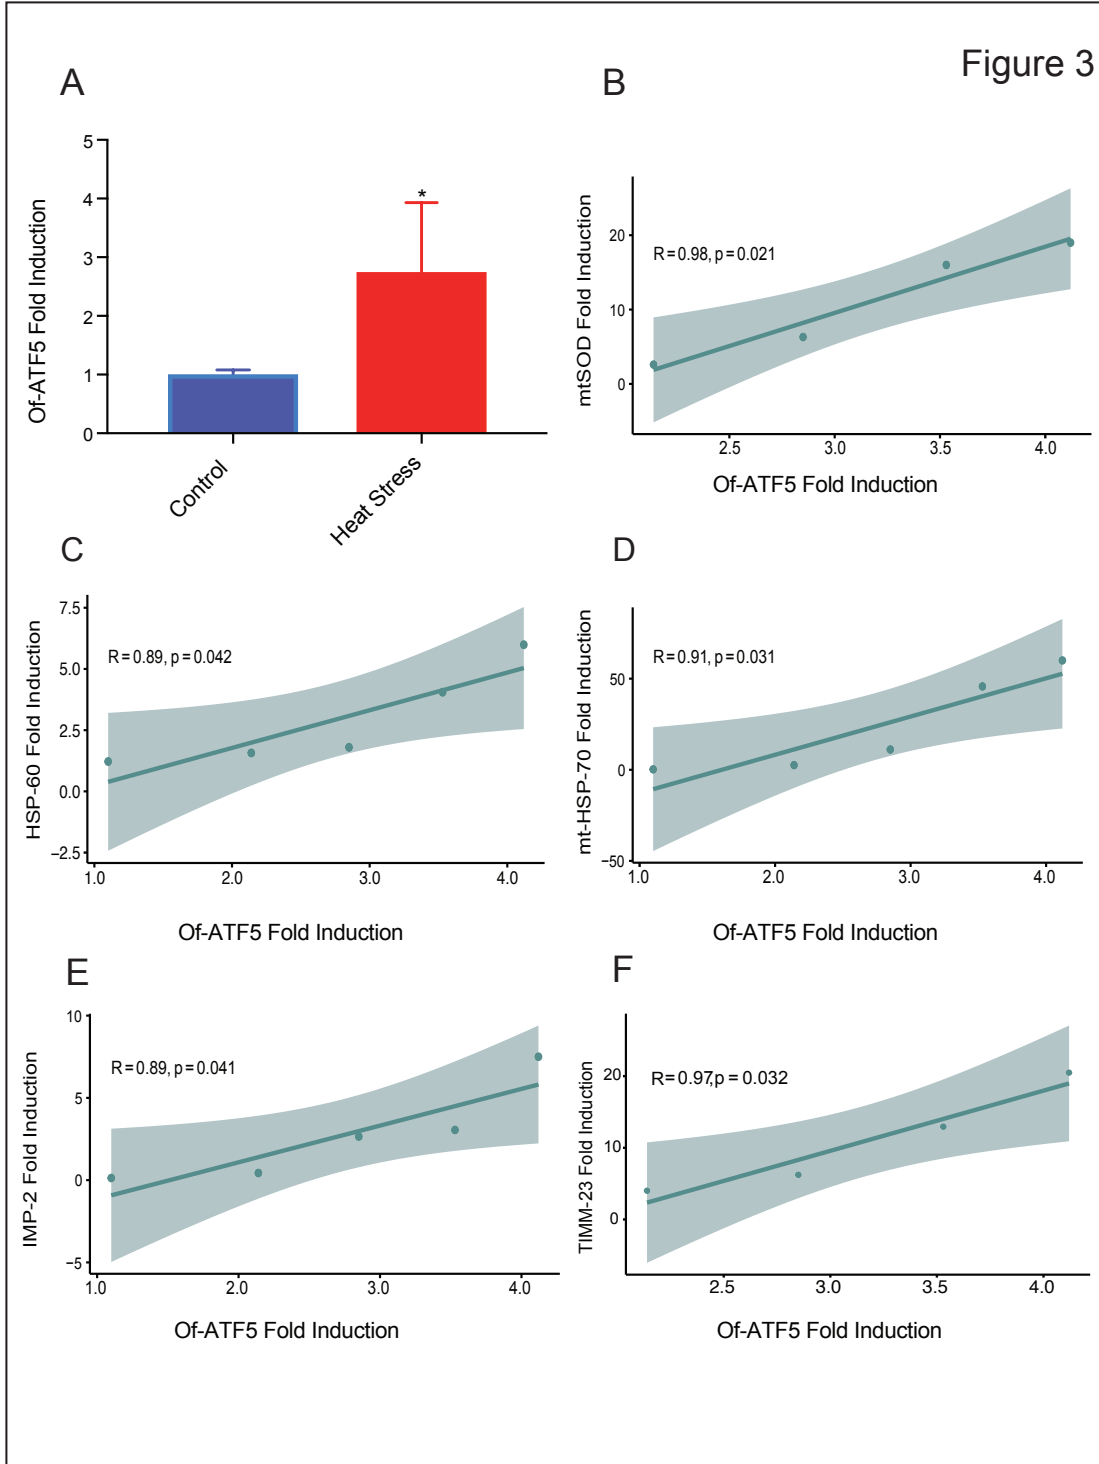 Figure 3
A
5
4
3
2
1
0
Of-ATF5 Fold Induction
*
Control
Heat Stress
B
20
10
0
mtSOD Fold Induction
R=0.98, p=0.021
2.5 3.0 3.5 4.0
Of-ATF5 Fold Induction
C
7.5
5.0
2.5
0.0
−2.5
HSP-60 Fold Induction
R=0.89, p=0.042
1.0 2.0 3.0 4.0
Of-ATF5 Fold Induction
D
50
0
−50
mt-HSP-70 Fold Induction
R=0.91, p=0.031
1.0 2.0 3.0 4.0
Of-ATF5 Fold Induction
E
10
5
0
−5
IMP-2 Fold Induction
R=0.89, p=0.041
1.0 2.0 3.0 4.0
Of-ATF5 Fold Induction
F
20
10
0
TIMM-23 Fold Induction
R=0.97,p=0.032
2.5 3.0 3.5 4.0
Of-ATF5 Fold Induction